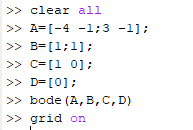 >> clear all
>> A=[-4 -1;3 -1];
>> B=[1;1];
>> C=[1 0];
>> D=[0];
>> bode(A,B,C,D)
>> grid on